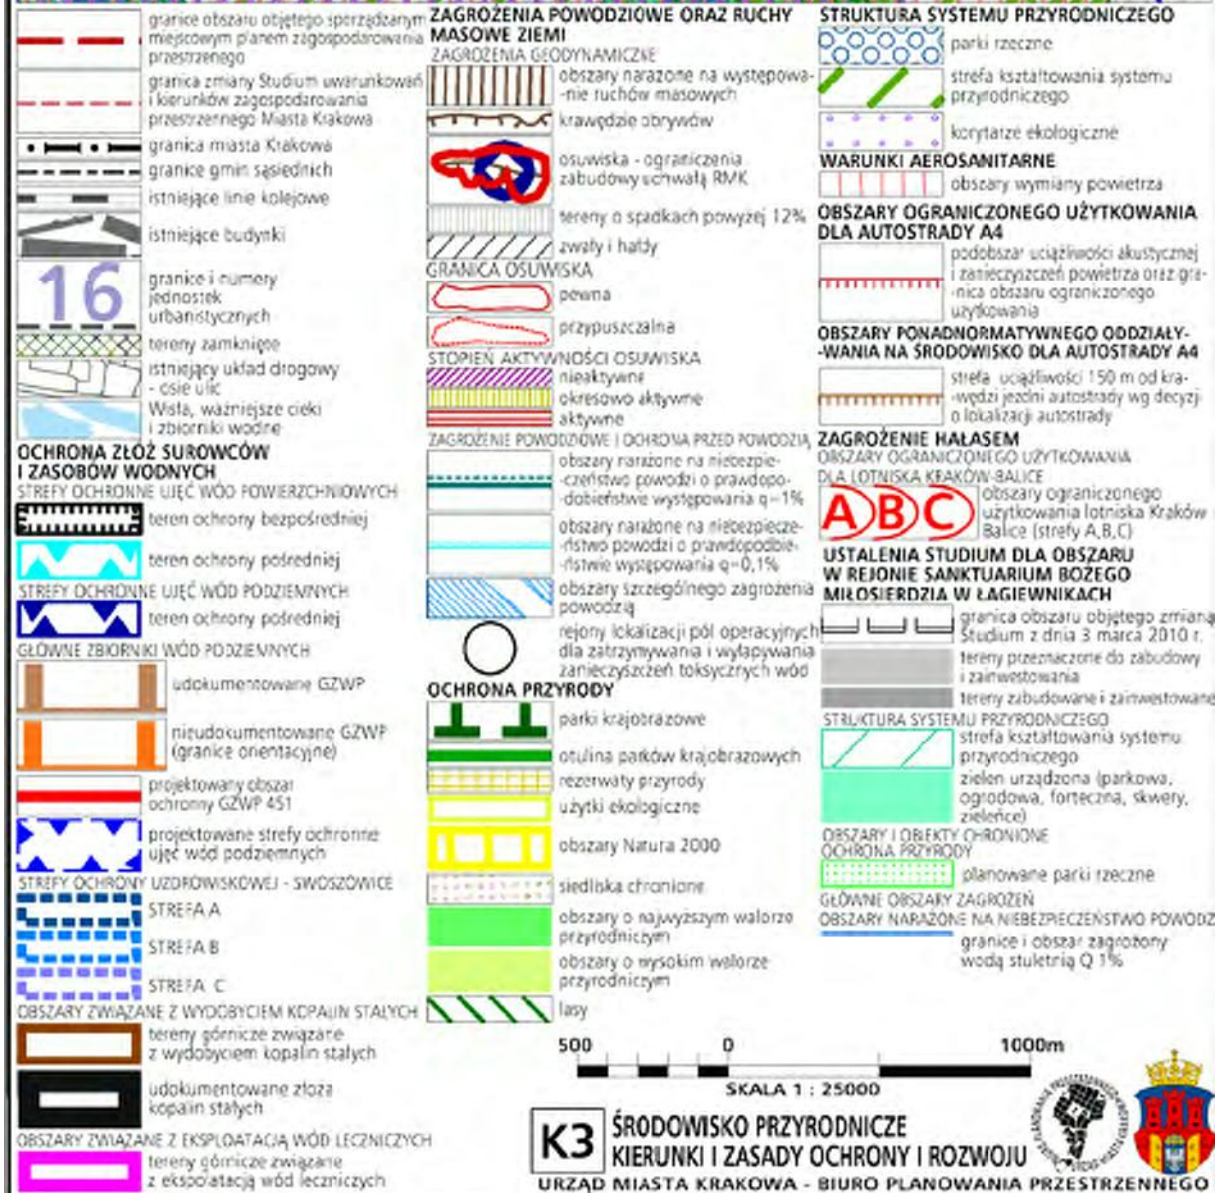 granice obszaru objętego sporządzanym
miejscowym planem zagospodarowania
przestrzenego
granica zmiany Studium uwarunkowań
i kierunków zagospodarowania
przestrzennego Miasta Krakowa
granica miasta Krakowa
granice gmin sąsiednich
istniejące linie kolejowe
istniejące budynki
16
granice i numery
jednostek
urbanistycznych
tereny zamknięte
istniejący układ drogowy
- osie ulic
Wisła, ważniejsze cieki
i zbiorniki wodne
OCHRONA ZŁÓŻ SUROWCÓW
I ZASOBÓW WODNYCH
STREFY OCHRONNE UJĘĆ WÓD POWIERZCHNIOWYCH
teren ochrony bezpośredniej
teren ochrony pośredniej
STREFY OCHRONNE UJĘĆ WÓD PODZIEMNYCH
teren ochrony pośredniej
GŁÓWNE ZBIORNIKI WÓD PODZIEMNYCH
udokumentowane GZWP
nieudokumentowane GZWP
(granice orientacyjne)
projektowany obszar
ochronny GZWP 451
projektowane strefy ochronne
ujęć wód podziemnych
STREFY OCHRONY UZDROWISKOWEJ - SWOSZOWICE
STREFA A
STREFA B
STREFA C
OBSZARY ZWIĄZANE Z WYDOBYCIEM KOPALIN STAŁYCH
tereny górnicze związane
z wydobyciem kopalin stałych
udokumentowane złoża
kopalin stałych
OBSZARY ZWIĄZANE Z EKSPLOATACJĄ WÓD LECZNICZYCH
tereny górnicze związane
z ekspolatacją wód leczniczych
ZAGROŻENIA POWODZIOWE ORAZ RUCHY
MASOWE ZIEMI
ZAGROŻENIA GEODYNAMICZNE
obszary narażone na występowa-
-nie ruchów masowych
krawędzie obrywów
osuwiska - ograniczenia
zabudowy uchwałą RMK
tereny o spadkach powyżej 12%
zwały i hałdy
GRANICA OSUWISKA
pewna
przypuszczalna
STOPIEŃ AKTYWNOŚCI OSUWISKA
nieaktywne
okresowo aktywne
aktywne
ZAGROŻENIE POWODZIOWE I OCHRONA PRZED POWODZIĄ
obszary narażone na niebezpie-
-czeństwo powodzi o prawdopo-
-dobieństwie występowania q=1%
obszary narażone na niebezpiecze-
-ństwo powodzi o prawdopodbie-
-ństwie występowania q=0,1%
obszary szczególnego zagrożenia
powodzią
rejony lokalizacji pól operacyjnych
dla zatrzymywania i wyłapywania
zanieczyszczeń toksycznych wód
OCHRONA PRZYRODY
parki krajobrazowe
otulina parków krajobrazowych
rezerwaty przyrody
użytki ekologiczne
obszary Natura 2000
siedliska chronione
obszary o najwyższym walorze
przyrodniczym
obszary o wysokim walorze
przyrodniczym
lasy
STRUKTURA SYSTEMU PRZYRODNICZEGO
parki rzeczne
strefa kształtowania systemu
przyrodniczego
korytarze ekologiczne
WARUNKI AEROSANITARNE
obszary wymiany powietrza
OBSZARY OGRANICZONEGO UŻYTKOWANIA
DLA AUTOSTRADY A4
podobszar uciążliwości akustycznej
i zanieczyszczeń powietrza oraz gra-
-nica obszaru ograniczonego
użytkowania
OBSZARY PONADNORMATYWNEGO ODDZIAŁY-
-WANIA NA ŚRODOWISKO DLA AUTOSTRADY A4
strefa uciążliwości 150 m od kra-
-wędzi jezdni autostrady wg decyzji
o lokalizacji autostrady
ZAGROŻENIE HAŁASEM
OBSZARY OGRANICZONEGO UŻYTKOWANIA
DLA LOTNISKA KRAKÓW-BALICE
A B C
obszary ograniczonego
użytkowania lotniska Kraków
Balice (strefy A,B,C)
USTALENIA STUDIUM DLA OBSZARU
W REJONIE SANKTUARIUM BOŻEGO
MIŁOSIERDZIA W ŁAGIEWNIKACH
granica obszaru objętego zmianą
Studium z dnia 3 marca 2010 r.
tereny przeznaczone do zabudowy
i zainwestowania
tereny zabudowane i zainwestowane
STRUKTURA SYSTEMU PRZYRODNICZEGO
strefa kształtowania systemu
przyrodniczego
zieleń urządzona (parkowa,
ogrodowa, forteczna, skwery,
zieleńce)
OBSZARY I OBIEKTY CHRONIONE
OCHRONA PRZYRODY
planowane parki rzeczne
GŁÓWNE OBSZARY ZAGROŻEŃ
OBSZARY NARAŻONE NA NIEBEZPIECZEŃSTWO POWODZ
granice i obszar zagrożony
wodą stuletnią Q 1%
500 0 1000m
SKALA 1 : 25000
K3
ŚRODOWISKO PRZYRODNICZE
KIERUNKI I ZASADY OCHRONY I ROZWOJU
URZĄD MIASTA KRAKOWA - BIURO PLANOWANIA PRZESTRZENNEGO